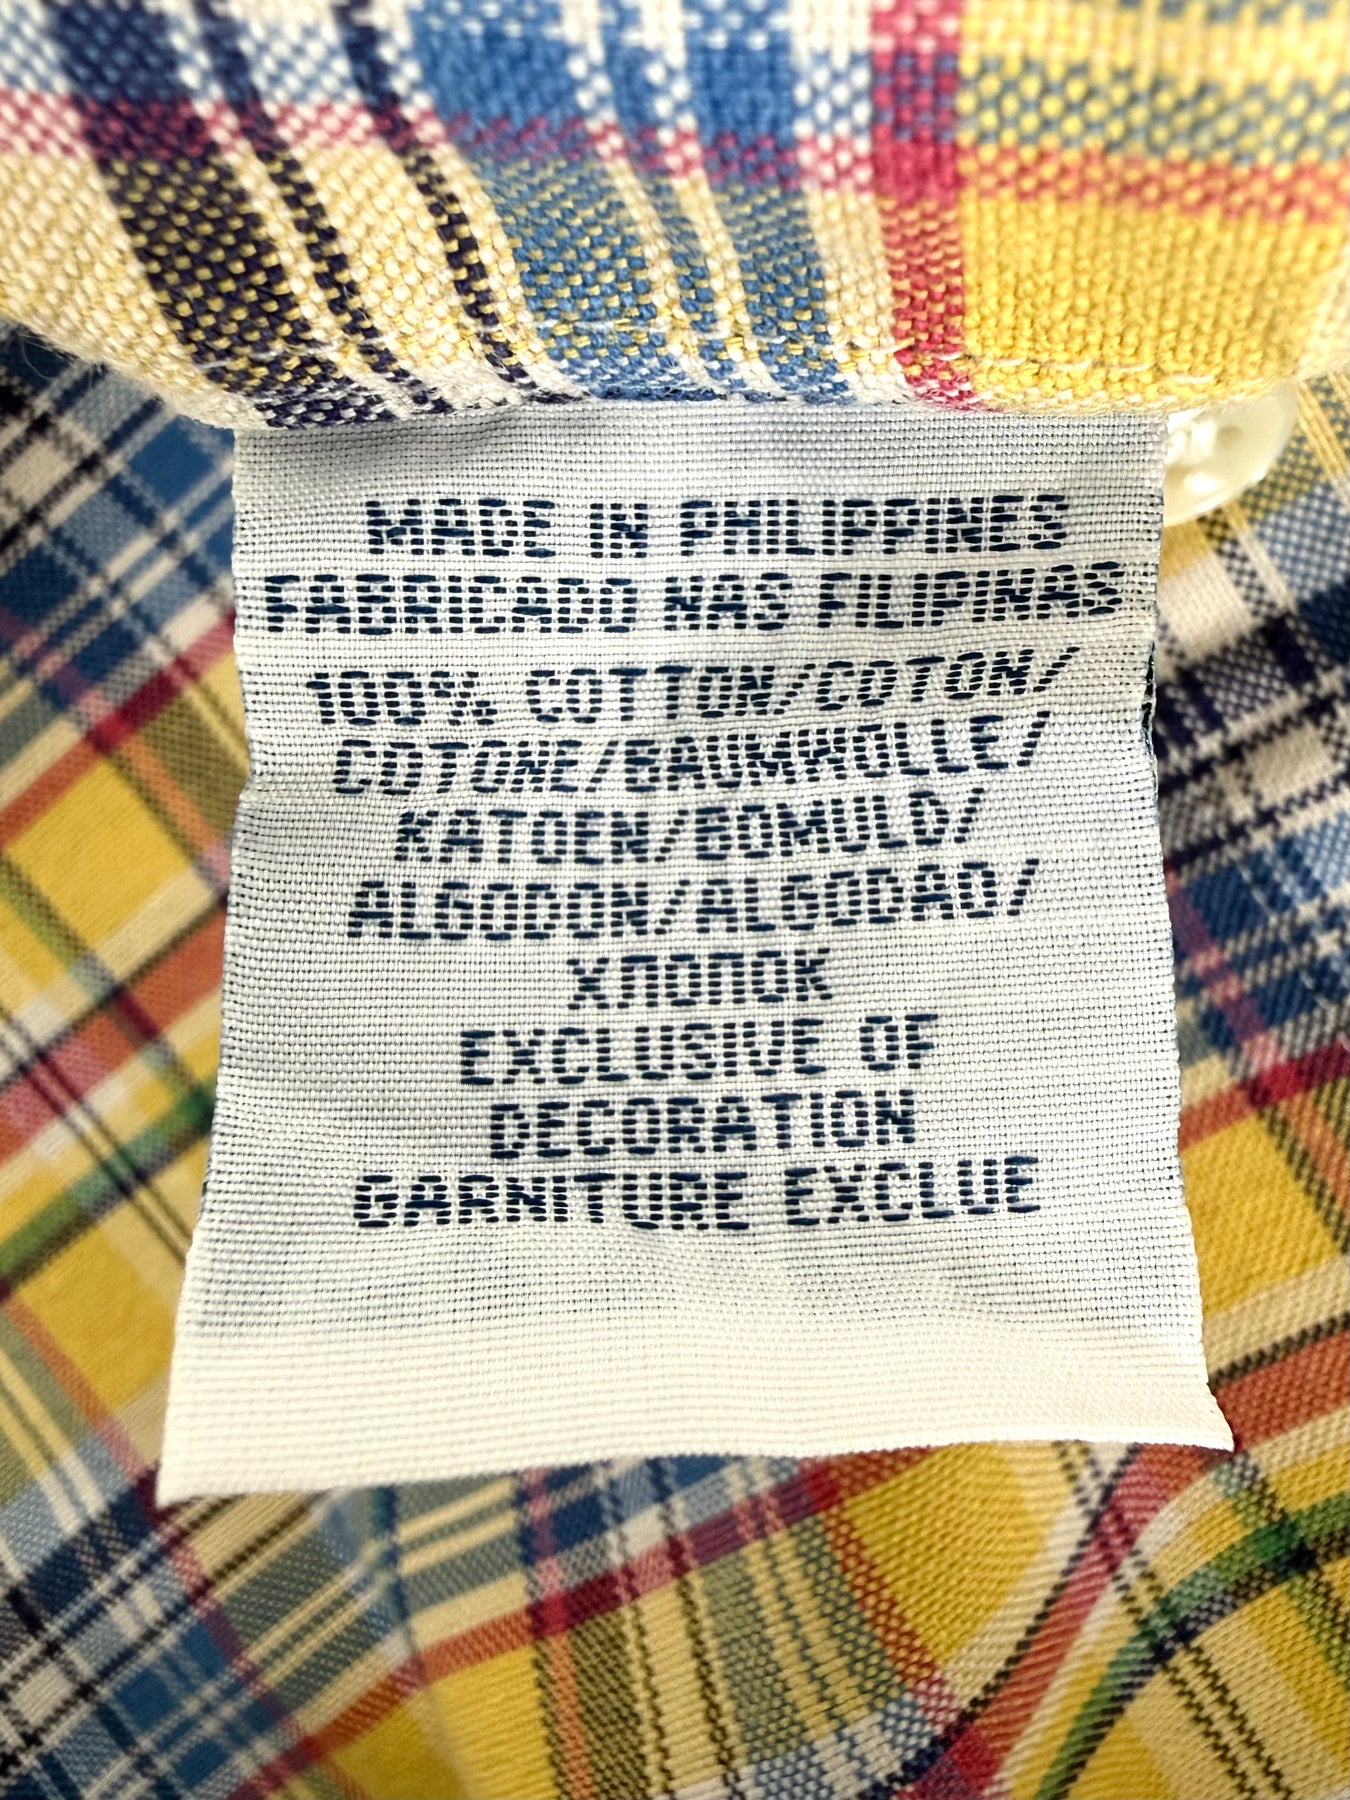 MADE IN PHILIPPINES
FABRICADO NAS FILIPINAS
100% COTTON/COTON/
COTONE/BAUMWOLLE/
KATOEN/BOMULD/
ALGODON/ALGODAO/
ХЛОПОК
EXCLUSIVE OF
DECORATION
GARNITURE EXCLUE